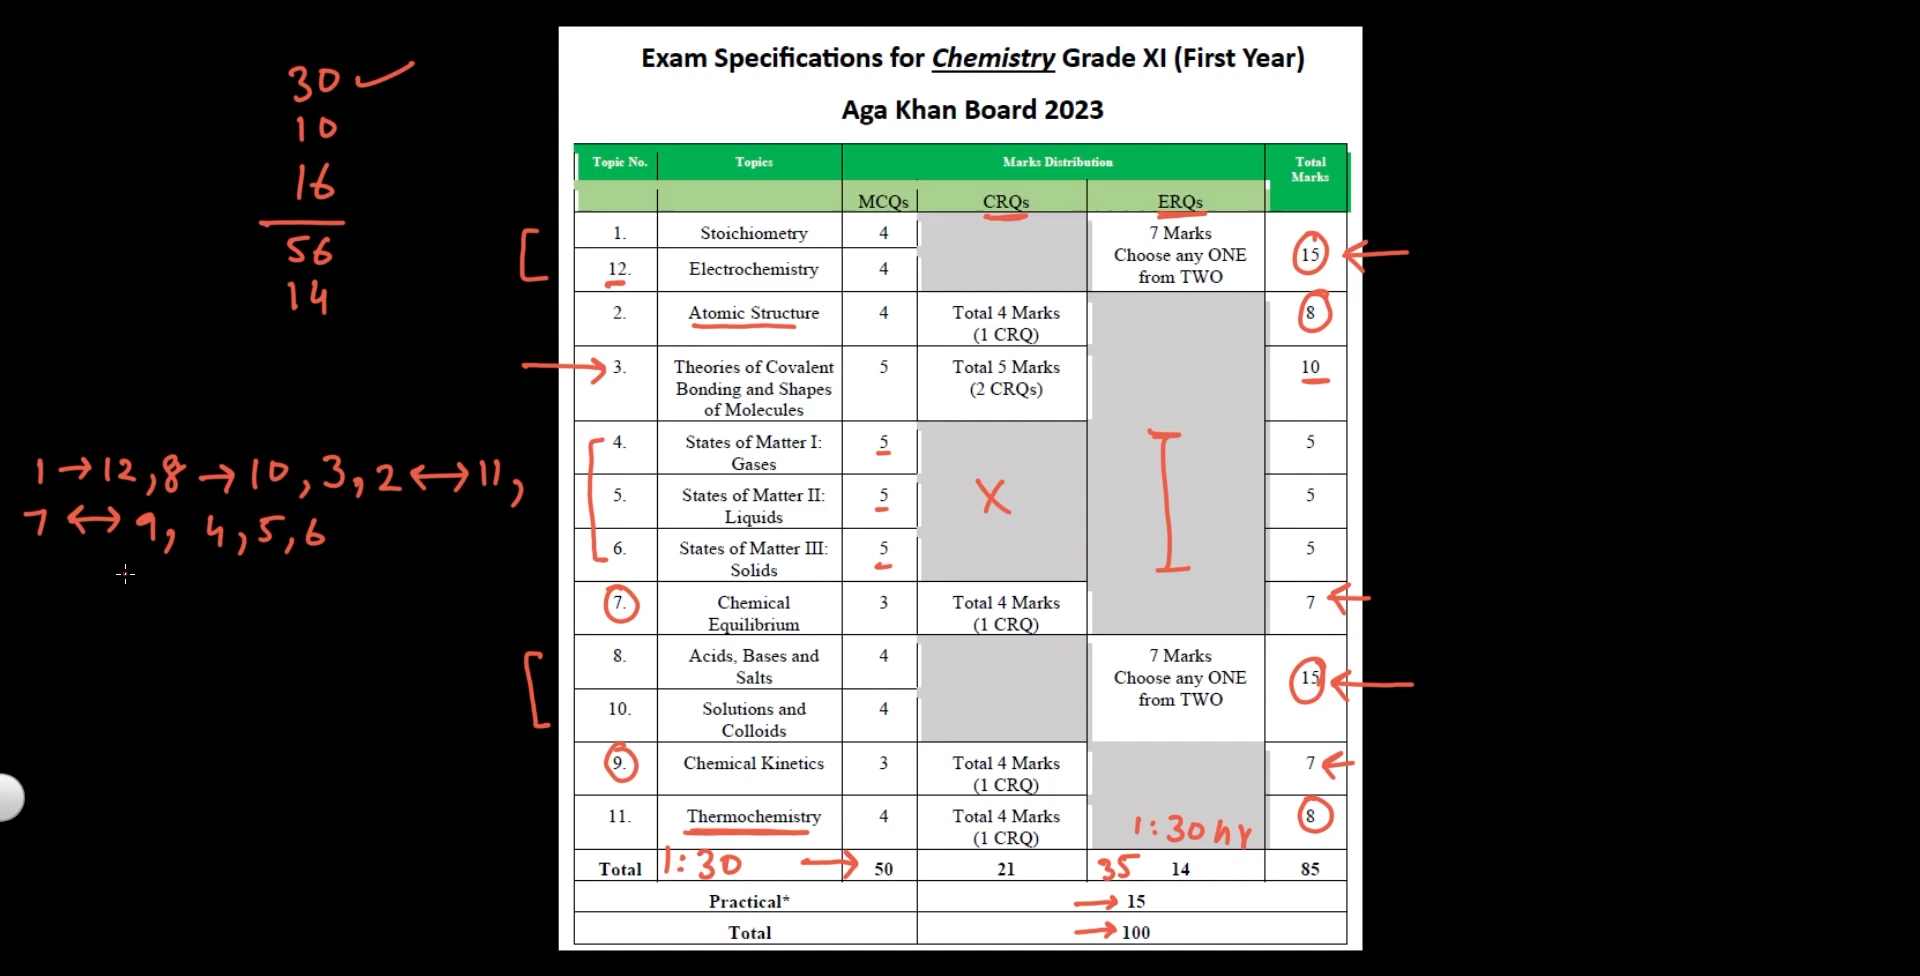 Exam Specifications for Chemistry Grade XI (First Year)
Aga Khan Board 2023
30
10
16
56
14
1 → 12, 8 → 10, 3, 2 ↔ 11,
7 ↔ 9, 4, 5, 6
Topic No. Topics Marks Distribution Total Marks
MCQs CRQs ERQs
1. Stoichiometry 4
7 Marks
Choose any ONE
from TWO
15
12. Electrochemistry 4
2. Atomic Structure 4 Total 4 Marks 8
(1 CRQ)
3. Theories of Covalent 5 Total 5 Marks 10
Bonding and Shapes (2 CRQs)
of Molecules
4. States of Matter I: 5 5
Gases
X
5. States of Matter II: 5 5
Liquids
6. States of Matter III: 5 5
Solids
7. Chemical 3 Total 4 Marks 7
Equilibrium (1 CRQ)
8. Acids, Bases and 4 7 Marks
Salts Choose any ONE 15
from TWO
10. Solutions and 4
Colloids
9. Chemical Kinetics 3 Total 4 Marks 7
(1 CRQ)
11. Thermochemistry 4 Total 4 Marks 8
(1 CRQ)
1:30 hr
Total 1:30 → 50 21 35 14 85
Practical* → 15
Total → 100